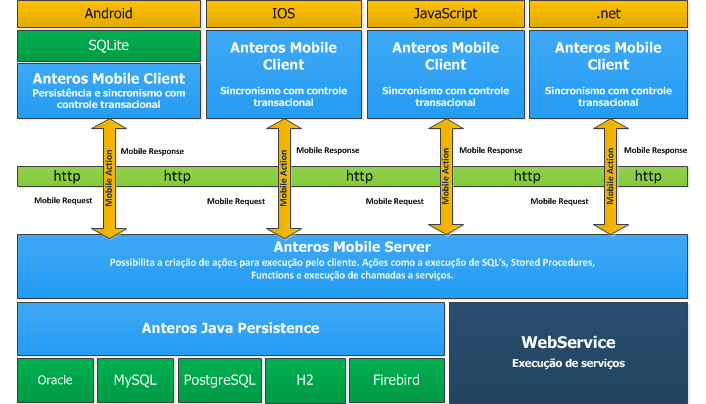 Android
IOS
JavaScript
.net
SQLite
Anteros Mobile Client
Persistência e sincronismo com
controle transacional
Anteros Mobile
Client
Sincronismo com controle
transacional
Anteros Mobile
Client
Sincronismo com controle
transacional
Anteros Mobile
Client
Sincronismo com controle
transacional
Mobile Response
Mobile Response
Mobile Response
Mobile Response
Mobile Action
Mobile Action
Mobile Action
Mobile Action
http
http
http
http
http
Mobile Request
Mobile Request
Mobile Request
Mobile Request
Anteros Mobile Server
Possibilita a criação de ações para execução pelo cliente. Ações como a execução de SQL's, Stored Procedures,
Functions e execução de chamadas a serviços.
Anteros Java Persistence
WebService
Execução de serviços
Oracle
MySQL
PostgreSQL
H2
Firebird